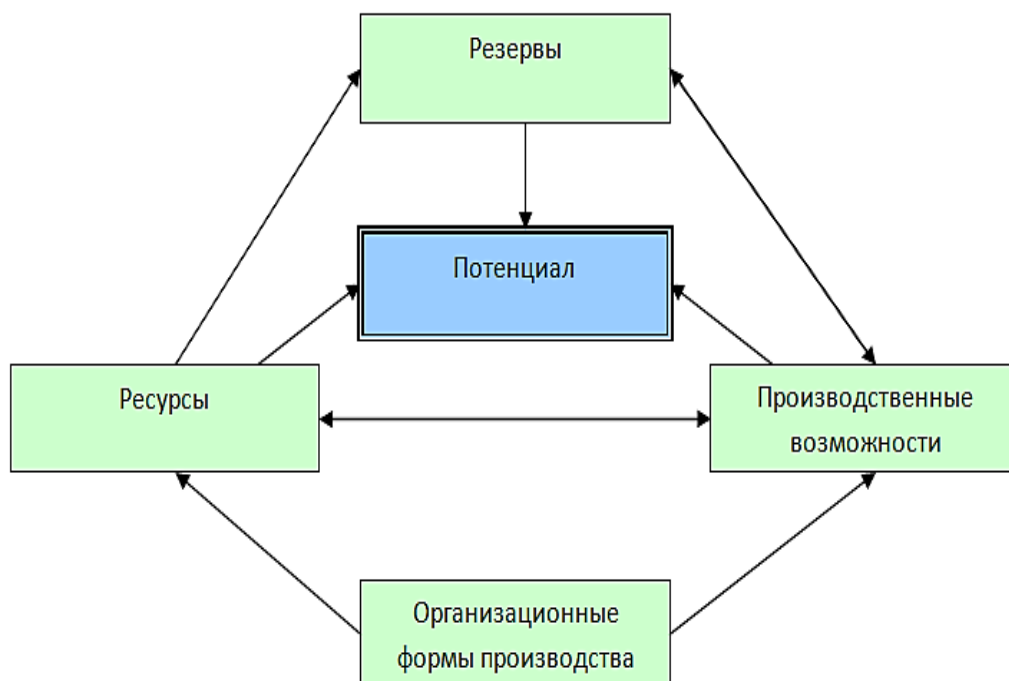 Резервы
Потенциал
Ресурсы
Производственные
возможности
Организационные
формы производства